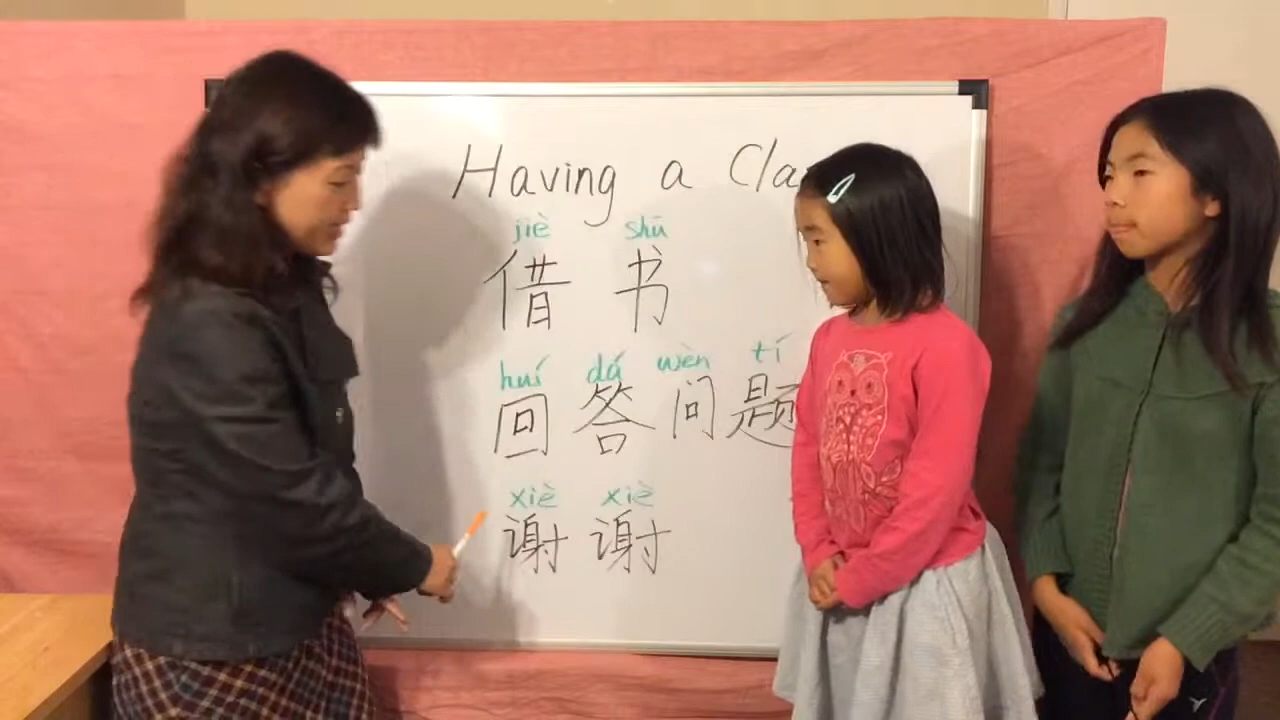 Having a Cla
jiè shū
借 书
huí dá wèn tí
回 答 问 题
xiè xiè
谢 谢